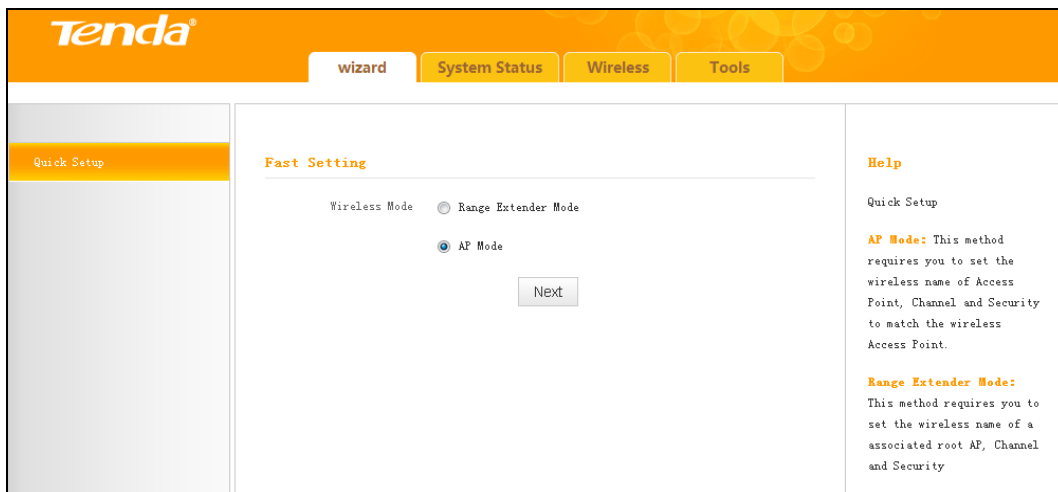 Tenda®
wizard
System Status
Wireless
Tools
Quick Setup
Fast Setting
Wireless Mode
Range Extender Mode
AP Mode
Next
Help
Quick Setup
AP Mode: This method
requires you to set the
wireless name of Access
Point, Channel and Security
to match the wireless
Access Point.
Range Extender Mode:
This method requires you to
set the wireless name of a
associated root AP, Channel
and Security